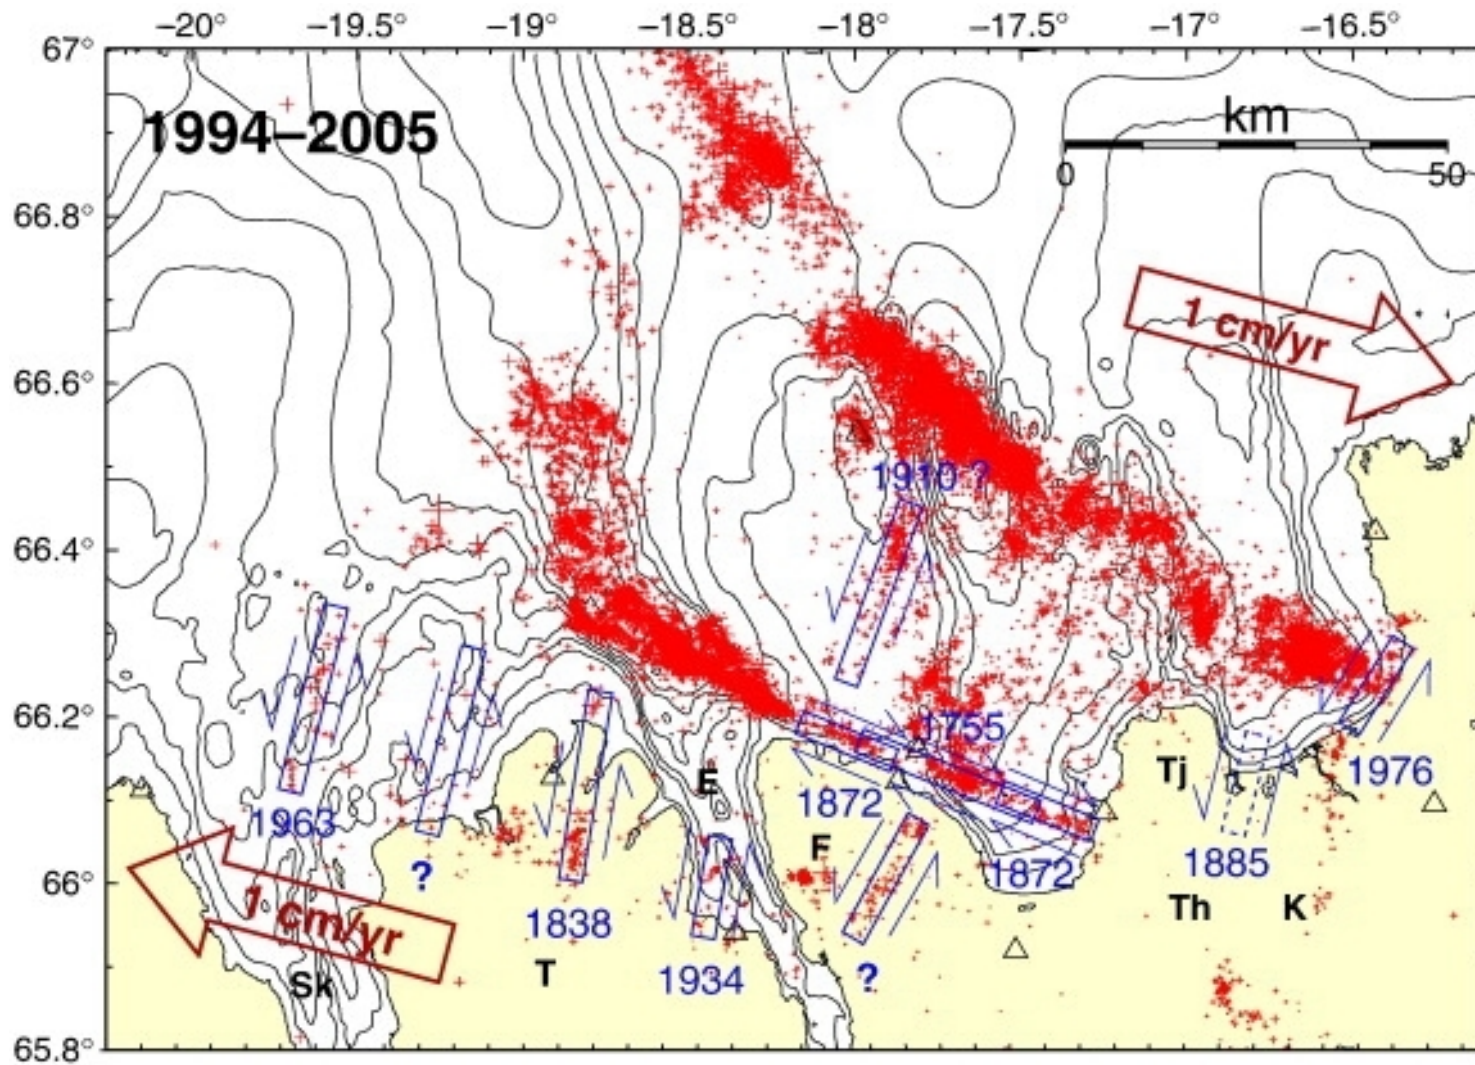 −20° −19.5° −19° −18.5° −18° −17.5° −17° −16.5°
67°
1994–2005
km
0 50
66.8°
1 cm/yr
66.6°
1910 ?
66.4°
66.2°
1755
E
Tj
1976
1963
1872
F
1885
?
1872
66°
1 cm/yr
1838
Th
K
T
1934
?
Sk
65.8°